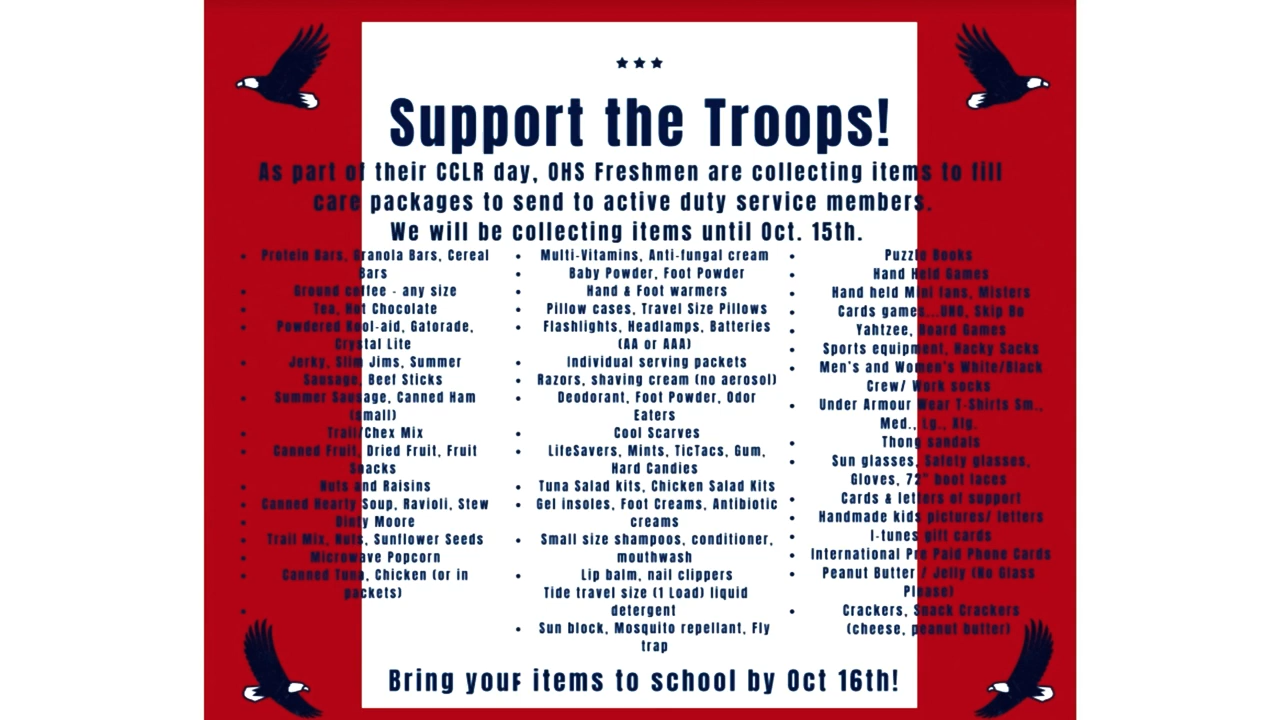 Support the Troops!
As part of their CCLR day, OHS Freshmen are collecting items to fill
care packages to send to active duty service members.
We will be collecting items until Oct. 15th.
• Protein Bars, Granola Bars, Cereal
Bars
• Ground coffee - any size
• Tea, Hot Chocolate
• Powdered Kool-aid, Gatorade,
Crystal Lite
• Jerky, Slim Jims, Summer
Sausage, Beef Sticks
• Summer Sausage, Canned Ham
(small)
• Trail/Chex Mix
• Canned Fruit, Dried Fruit, Fruit
Snacks
• Nuts and Raisins
• Canned Hearty Soup, Ravioli, Stew
• Dinty Moore
• Trail Mix, Nuts, Sunflower Seeds
• Microwave Popcorn
• Canned Tuna, Chicken (or in
packets)
•
• Multi-Vitamins, Anti-fungal cream
• Baby Powder, Foot Powder
• Hand & Foot warmers
• Pillow cases, Travel Size Pillows
• Flashlights, Headlamps, Batteries
(AA or AAA)
• Individual serving packets
• Razors, shaving cream (no aerosol)
• Deodorant, Foot Powder, Odor
Eaters
• Cool Scarves
• LifeSavers, Mints, TicTacs, Gum,
Hard Candies
• Tuna Salad kits, Chicken Salad Kits
• Gel insoles, Foot Creams, Antibiotic
creams
• Small size shampoos, conditioner,
mouthwash
• Lip balm, nail clippers
Tide travel size (1 Load) liquid
detergent
• Sun block, Mosquito repellant, Fly
trap
• Puzzle Books
• Hand Held Games
• Hand held Mini fans, Misters
• Cards games...UNO, Skip Bo
• Yahtzee, Board Games
• Sports equipment, Hacky Sacks
• Men's and Women's White/Black
Crew/ Work socks
• Under Armour Wear T-Shirts Sm.,
Med., Lg., Xlg.
• Thong sandals
• Sun glasses, Safety glasses,
Gloves, 72" boot laces
• Cards & letters of support
• Handmade kids pictures/ letters
• I-tunes gift cards
• International Pre Paid Phone Cards
• Peanut Butter / Jelly (No Glass
Please)
• Crackers, Snack Crackers
(cheese, peanut butter)
Bring your items to school by Oct 16th!